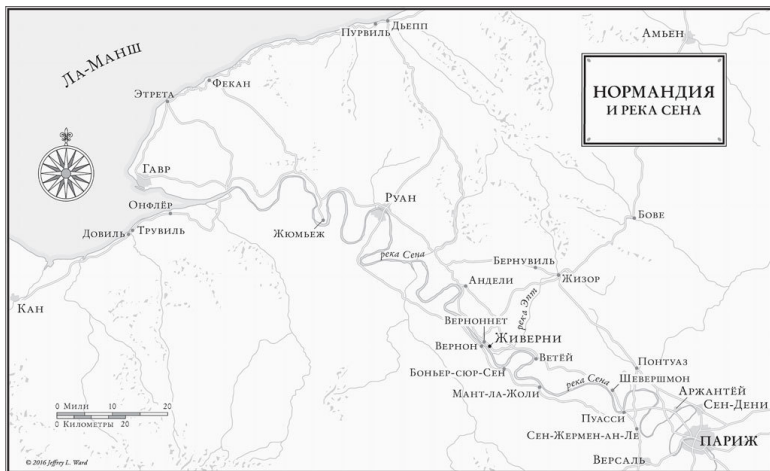 ДЬЕПП
ПУРВИЛЬ
АМЬЕН
ЛА-МАНШ
НОРМАНДИЯ
И РЕКА СЕНА
ФЕКАН
ЭТРЕТА
ГАВР
РУАН
ОНФЛЁР
БОВЕ
ЖЮМЬЕЖ
ДОВИЛЬ
ТРУВИЛЬ
река Сена
БЕРНУВИЛЬ
ЖИЗОР
АНДЕЛИ
КАН
река Эпт
ВЕРНОННЕТ
ВЕРНОН
ЖИВЕРНИ
ВЕТЁЙ
ПОНТУАЗ
БОНЬЕР-СЮР-СЕН
река Сена
ШЕВЕРШМОН
МАНТ-ЛА-ЖОЛИ
АРЖАНТЁЙ
СЕН-ДЕНИ
0 МИЛИ 10 20
0 КИЛОМЕТРЫ 20
ПУАССИ
СЕН-ЖЕРМЕН-АН-ЛЕ
ПАРИЖ
ВЕРСАЛЬ
© 2016 Jeffrey L. Ward